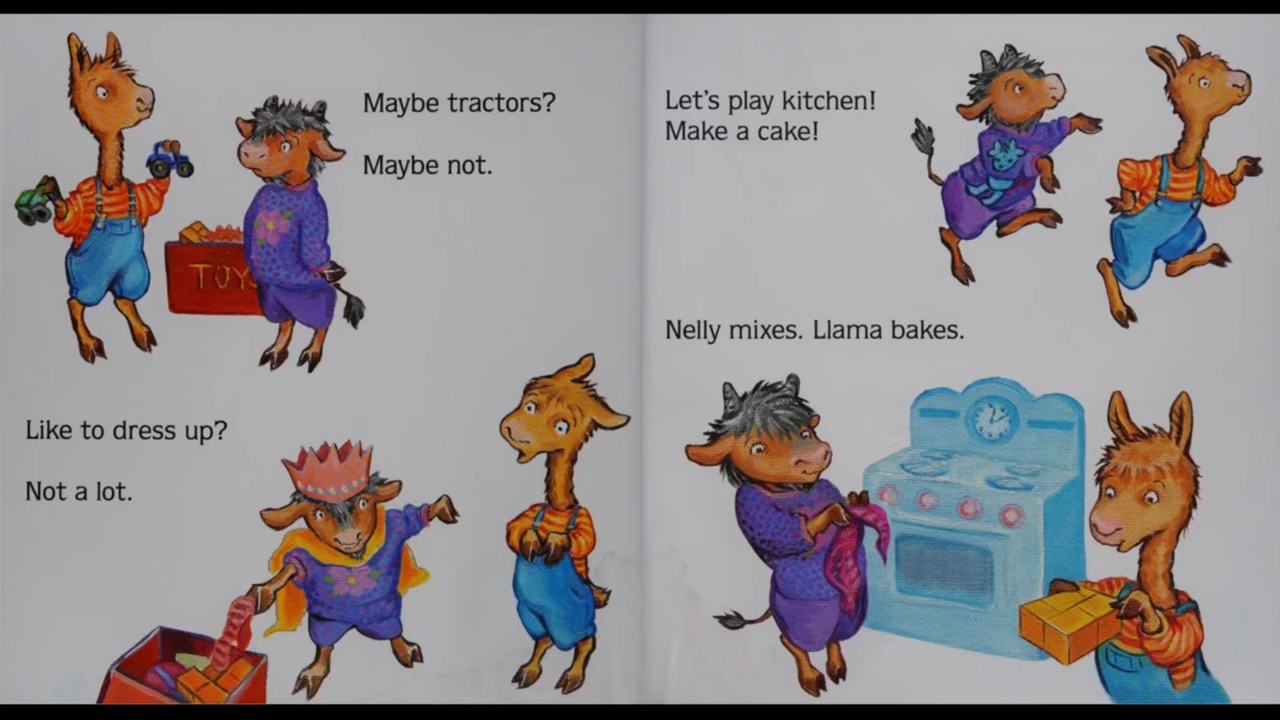 Maybe tractors?
Maybe not.
TOYS
Like to dress up?
Not a lot.
Let's play kitchen!
Make a cake!
Nelly mixes. Llama bakes.